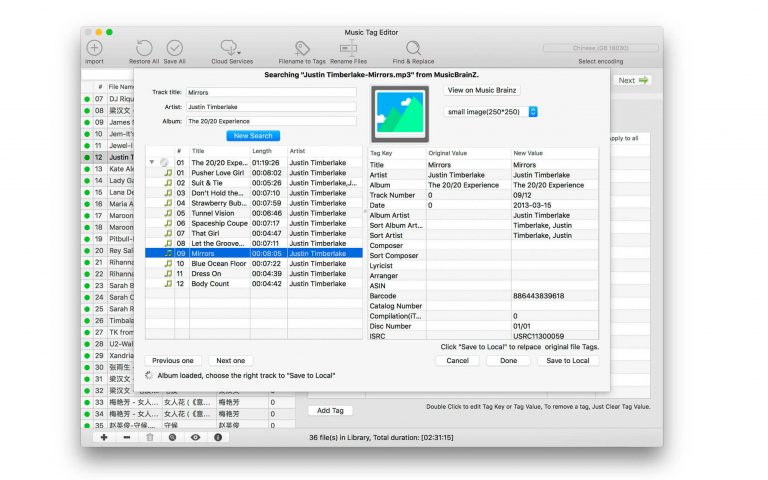 Music Tag Editor
Import
Restore All
Save All
Cloud Services
Filename to Tags
Rename Files
Find & Replace
Chinese (GB 18030)
Select encoding
Searching "Justin Timberlake-Mirrors.mp3" from MusicBrainZ.
Next
Track title: Mirrors
Artist: Justin Timberlake
Album: The 20/20 Experience
New Search
View on Music Brainz
small image(250*250)
# File Name
07 DJ Riqu
08 梁汉文 -
09 James M
10 Jem-It's
11 Jewel-I
12 Justin T
13 Kate Ale
14 Lady Ga
15 Lana De
16 Maria A
17 Maroon
18 Maroon
19 Pitbull-
20 Rey Sal
21 Rihanna
22 Rihanna
23 Sarah B
24 Sarah C
25 Sarah C
26 Timbala
27 TK from
28 U2-Wal
29 Xandria
30 张雨生 -
31 梁汉文 -
32 梁汉文 -
33 梅艳芳 - 女人... 女人花 (《意... 梅艳芳 0
34 梅艳芳 - 女人... 女人花 (《意... 梅艳芳 0
35 赵英俊-守候.... 守候 赵英俊 0
# Title Length Artist
01 The 20/20 Expe... 01:19:26 Justin Timberlake
01 Pusher Love Girl 00:08:02 Justin Timberlake
02 Suit & Tie 00:05:26 Justin Timberlake,J...
03 Don't Hold the... 00:07:10 Justin Timberlake
04 Strawberry Bub... 00:07:59 Justin Timberlake
05 Tunnel Vision 00:06:46 Justin Timberlake
06 Spaceship Coupe 00:07:17 Justin Timberlake
07 That Girl 00:04:47 Justin Timberlake
08 Let the Groove... 00:07:11 Justin Timberlake
09 Mirrors 00:08:05 Justin Timberlake
10 Blue Ocean Floor 00:07:22 Justin Timberlake
11 Dress On 00:04:39 Justin Timberlake
12 Body Count 00:04:42 Justin Timberlake
Apply to all
Tag Key Original Value New Value
Title Mirrors Mirrors
Artist Justin Timberlake Justin Timberlake
Album The 20/20 Experience The 20/20 Experience
Track Number 0 09/12
Date 0 2013-03-15
Album Artist Justin Timberlake
Sort Album Art... Timberlake, Justin
Sort Artist Timberlake, Justin
Composer
Sort Composer
Lyricist
Arranger
ASIN
Barcode 886443839618
Catalog Number
Compilation(iT... 0
Disc Number 01/01
ISRC USRC11300059
Click "Save to Local" to relpace original file Tags.
Previous one
Next one
Cancel
Done
Save to Local
Album loaded, choose the right track to "Save to Local"
Add Tag
Double Click to edit Tag Key or Tag Value, To remove a tag, Just Clear Tag Value.
36 file(s) in Library, Total duration: [02:31:15]